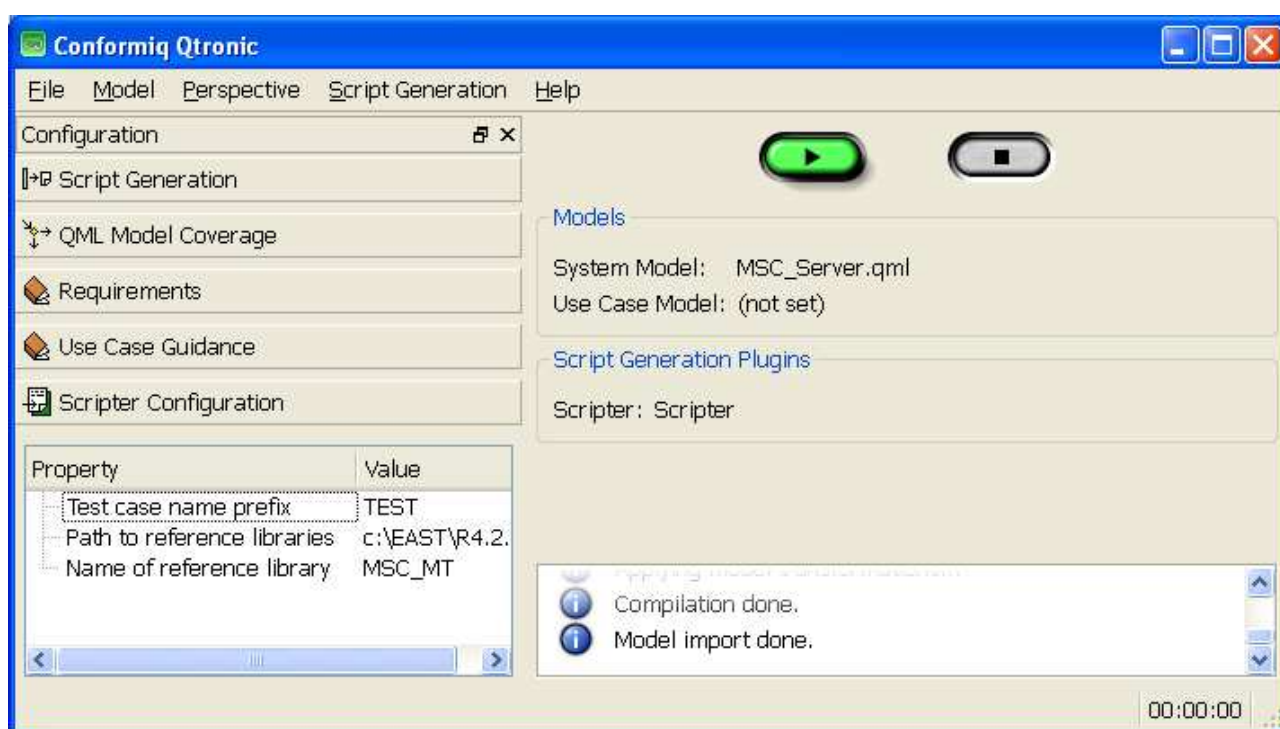 Conformiq Qtronic
File Model Perspective Script Generation Help
Configuration
Script Generation
QML Model Coverage
Requirements
Use Case Guidance
Scripter Configuration
Property Value
Test case name prefix TEST
Path to reference libraries c:\EAST\R4.2.
Name of reference library MSC_MT
Models
System Model: MSC_Server.qml
Use Case Model: (not set)
Script Generation Plugins
Scripter: Scripter
Compilation done.
Model import done.
00:00:00